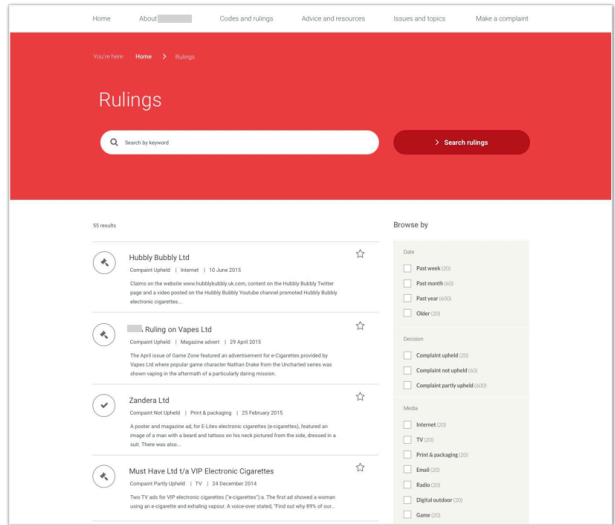 Home About Codes and rulings Advice and resources Issues and topics Make a complaint
You're here Home > Rulings
Rulings
Search by keyword
> Search rulings
55 results
Browse by
Hubbly Bubbly Ltd
Compaint Upheld | Internet | 10 June 2015
Claims on the website www.hubblybubbly.uk.com, content on the Hubbly Bubbly Twitter
page and a video posted on the Hubbly Bubbly Youtube channel promoted Hubbly Bubbly
electronic cigarettes...
Ruling on Vapes Ltd
Compaint Upheld | Magazine advert | 29 April 2015
The April issue of Game Zone featured an advertisement for e-Cigarettes provided by
Vapes Ltd where popular game character Nathan Drake from the Uncharted series was
shown vaping in the aftermath of a particularly daring mission.
Zandera Ltd
Compaint Not Upheld | Print & packaging | 25 February 2015
A poster and magazine ad, for E-Lites electronic cigarettes (e-cigarettes), featured an
image of a man with a beard and tattoos on his neck pictured from the side, dressed in a
suit. There was also...
Must Have Ltd t/a VIP Electronic Cigarettes
Compaint Partly Upheld | TV | 24 December 2014
Two TV ads for VIP electronic cigarettes ("e-cigarettes"):a. The first ad showed a woman
using an e-cigarette and exhaling vapour. A voice-over stated, "Find out why 89% of our...
Date
Past week (20)
Past month (60)
Past year (600)
Older (20)
Decision
Complaint upheld (20)
Complaint not upheld (60)
Complaint partly upheld (600)
Media
Internet (20)
TV (20)
Print & packaging (20)
Email (20)
Radio (20)
Digital outdoor (20)
Game (20)